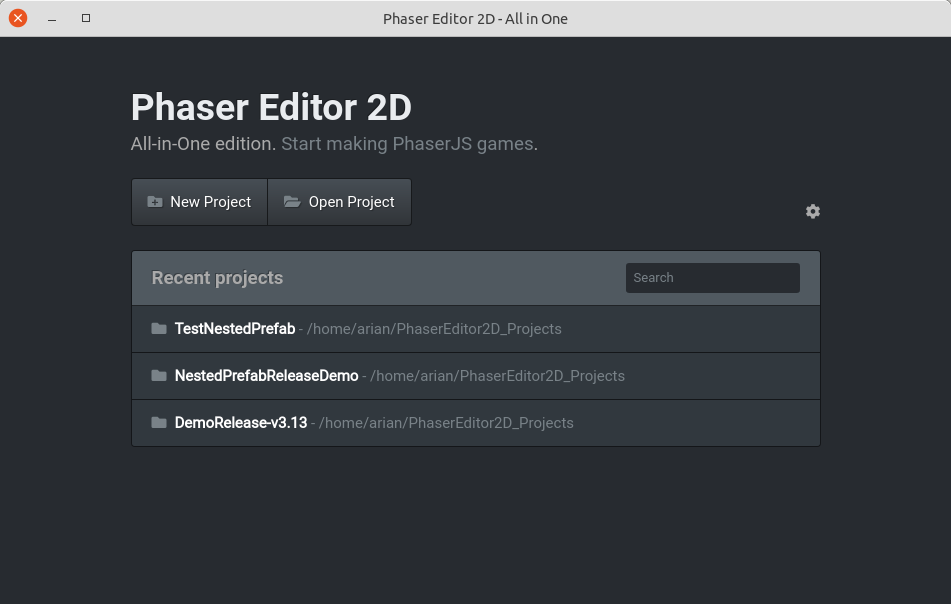 Phaser Editor 2D - All in One
Phaser Editor 2D
All-in-One edition. Start making PhaserJS games.
New Project Open Project
Recent projects Search
TestNestedPrefab - /home/arian/PhaserEditor2D_Projects
NestedPrefabReleaseDemo - /home/arian/PhaserEditor2D_Projects
DemoRelease-v3.13 - /home/arian/PhaserEditor2D_Projects